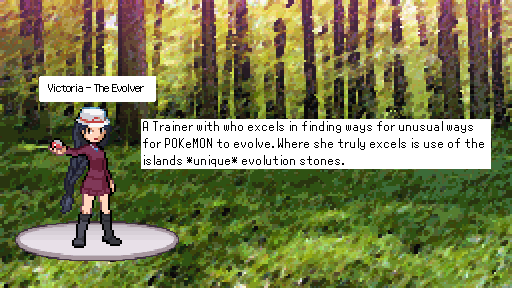 Victoria - The Evolver
A Trainer with who excels in finding ways for unusual ways
for POKeMON to evolve. Where she truly excels is use of the
islands *unique* evolution stones.